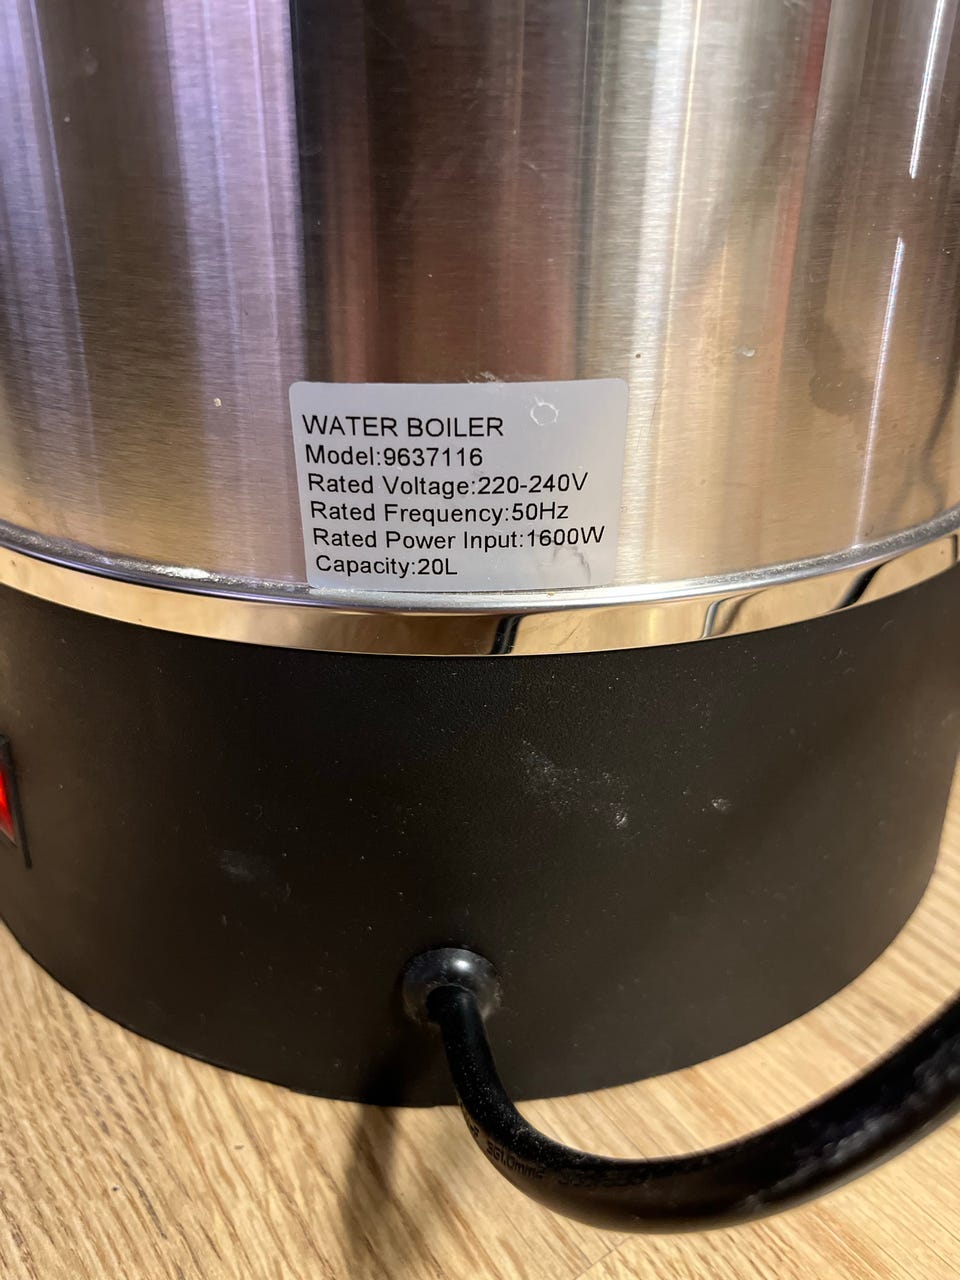 WATER BOILER
Model:9637116
Rated Voltage:220-240V
Rated Frequency:50Hz
Rated Power Input:1600W
Capacity:20L